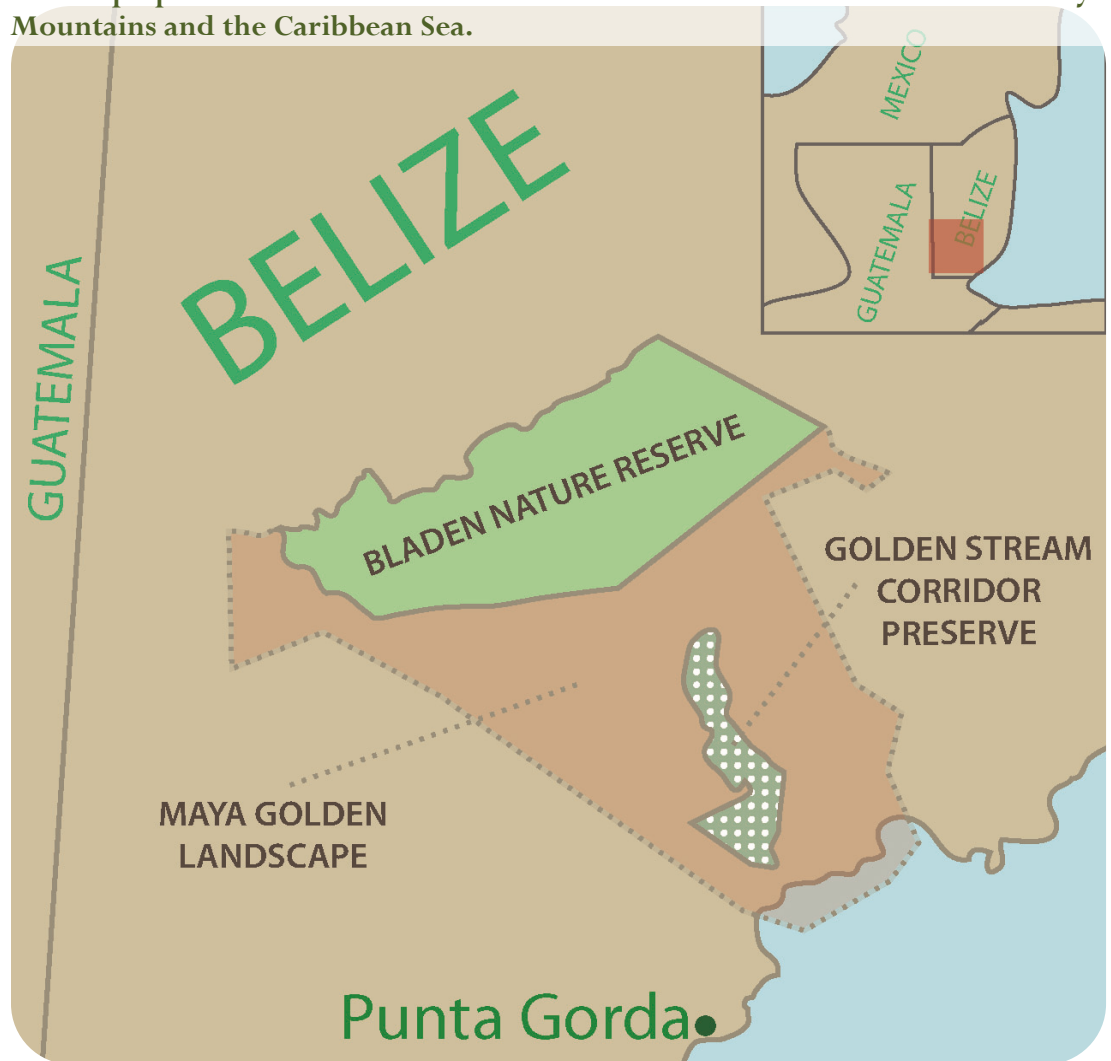 Mountains and the Caribbean Sea.
MEXICO
BELIZE
GUATEMALA
BELIZE
GUATEMALA
BLADEN NATURE RESERVE
GOLDEN STREAM
CORRIDOR
PRESERVE
MAYA GOLDEN
LANDSCAPE
Punta Gorda